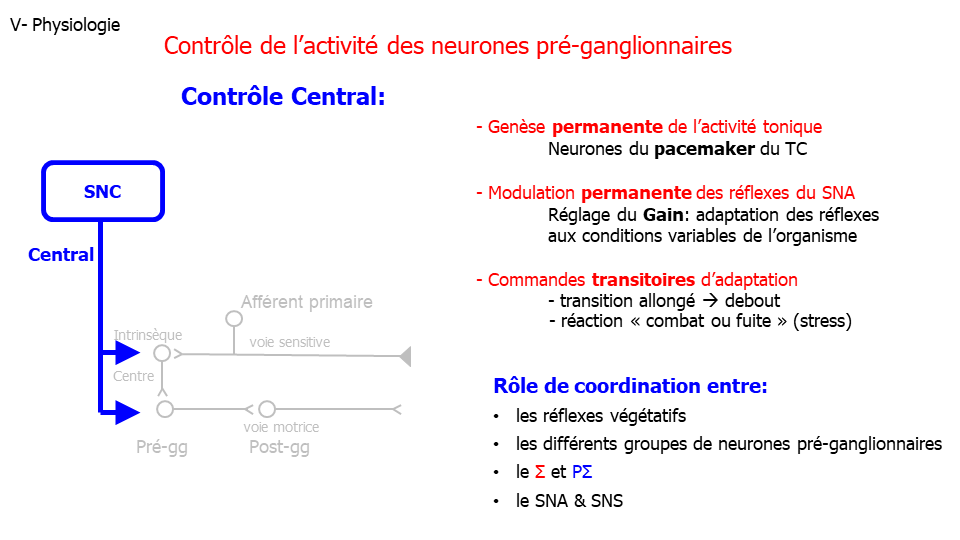 V- Physiologie
Contrôle de l’activité des neurones pré-ganglionnaires
Contrôle Central:
- Genèse permanente de l’activité tonique
Neurones du pacemaker du TC
- Modulation permanente des réflexes du SNA
Réglage du Gain: adaptation des réflexes
aux conditions variables de l’organisme
- Commandes transitoires d’adaptation
- transition allongé → debout
- réaction « combat ou fuite » (stress)
SNC
Central
Afférent primaire
Intrinsèque
voie sensitive
Centre
voie motrice
Pré-gg
Post-gg
Rôle de coordination entre:
• les réflexes végétatifs
• les différents groupes de neurones pré-ganglionnaires
• le Σ et PΣ
• le SNA & SNS